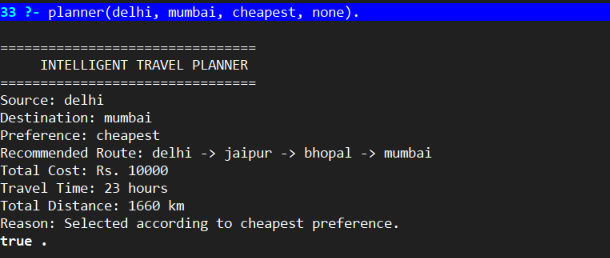 33 ?- planner(delhi, mumbai, cheapest, none).
================================
INTELLIGENT TRAVEL PLANNER
================================
Source: delhi
Destination: mumbai
Preference: cheapest
Recommended Route: delhi -> jaipur -> bhopal -> mumbai
Total Cost: Rs. 10000
Travel Time: 23 hours
Total Distance: 1660 km
Reason: Selected according to cheapest preference.
true .